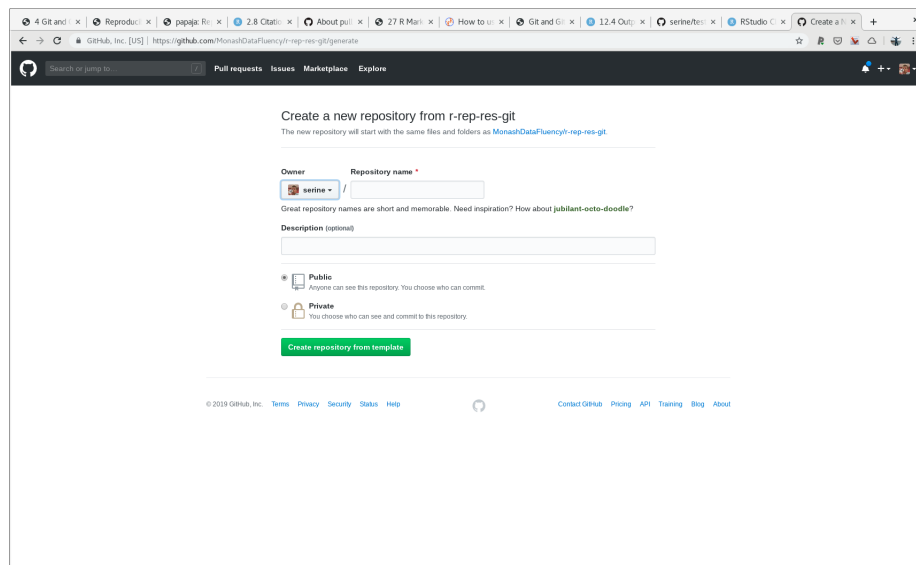 4 Git and
Reproduci
papaja: Re
2.8 Citatio
About pull
27 R Mark
How to us
Git and Git
12.4 Outp
serine/test
RStudio C
Create a N
GitHub, Inc. [US] | https://github.com/MonashDataFluency/r-rep-res-git/generate
Search or jump to... / Pull requests Issues Marketplace Explore
Create a new repository from r-rep-res-git
The new repository will start with the same files and folders as MonashDataFluency/r-rep-res-git.
Owner Repository name *
serine /
Great repository names are short and memorable. Need inspiration? How about jubilant-octo-doodle?
Description (optional)
Public
Anyone can see this repository. You choose who can commit.
Private
You choose who can see and commit to this repository.
Create repository from template
© 2019 GitHub, Inc. Terms Privacy Security Status Help Contact GitHub Pricing API Training Blog About